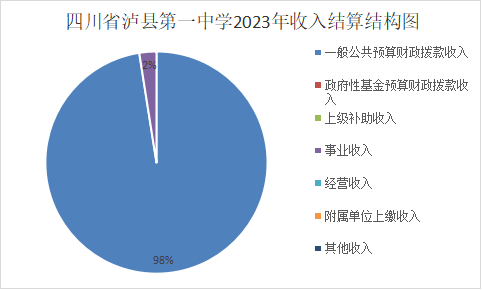 四川省泸县第一中学2023年收入结算结构图
2%
98%
一般公共预算财政拨款收入
政府性基金预算财政拨款收
入
上级补助收入
事业收入
经营收入
附属单位上缴收入
其他收入